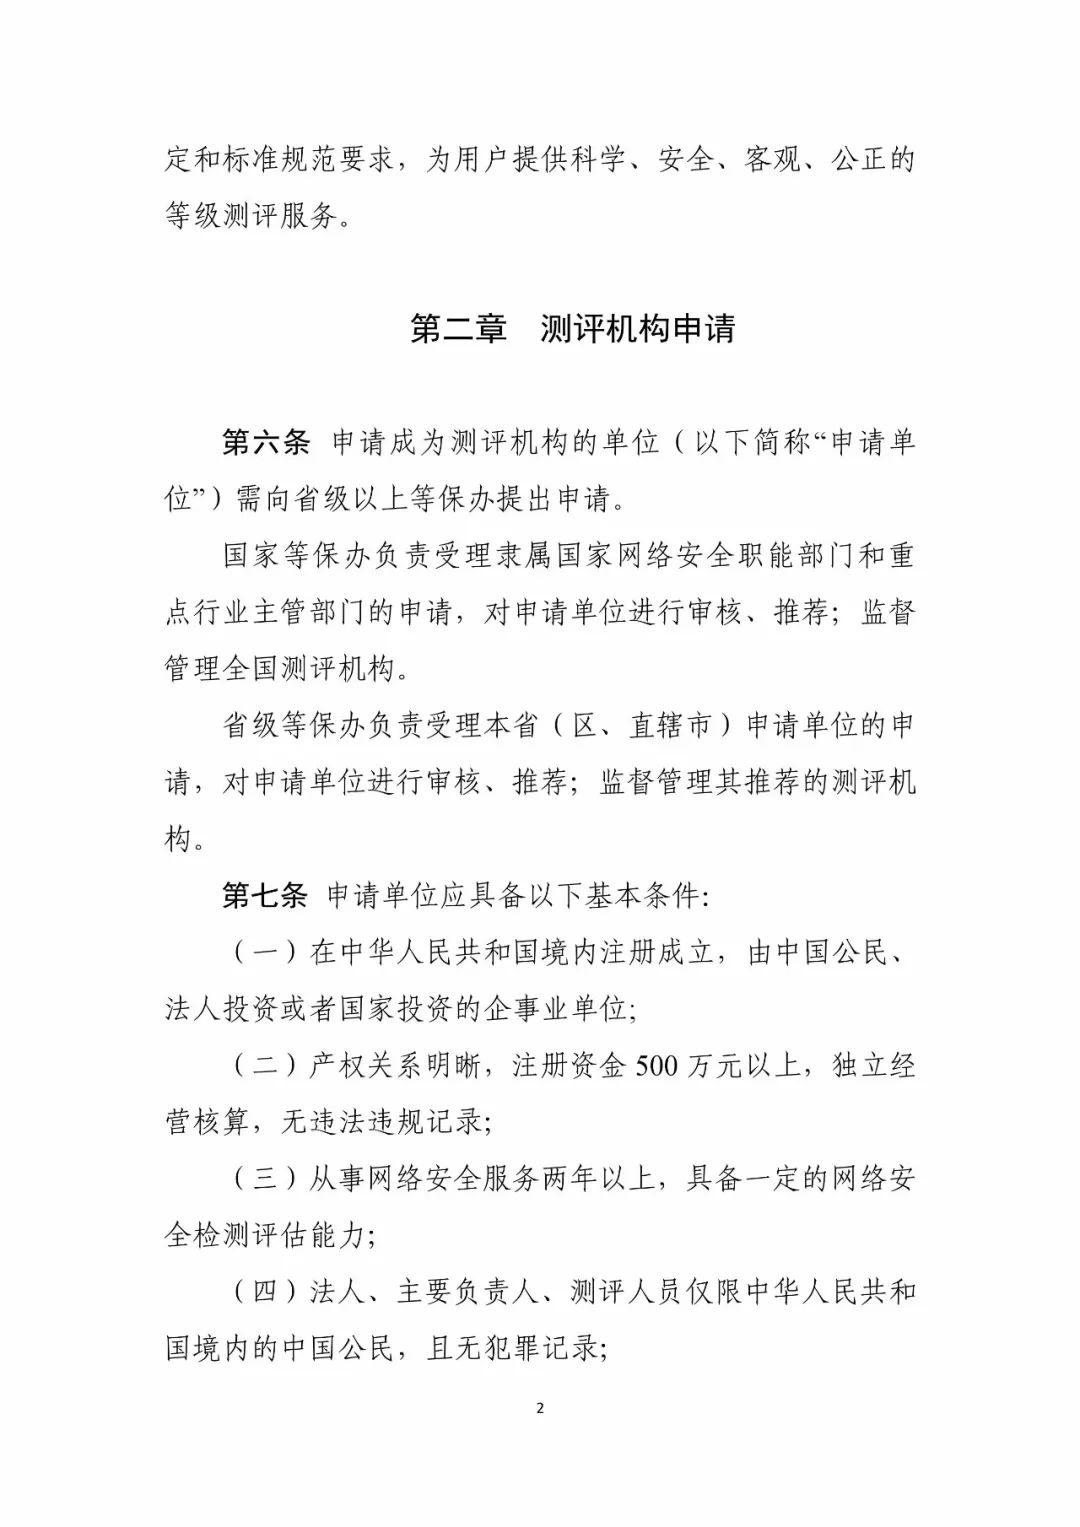 定和标准规范要求，为用户提供科学、安全、客观、公正的
等级测评服务。
第二章　测评机构申请
第六条 申请成为测评机构的单位（以下简称“申请单
位”）需向省级以上等保办提出申请。
国家等保办负责受理隶属国家网络安全职能部门和重
点行业主管部门的申请，对申请单位进行审核、推荐；监督
管理全国测评机构。
省级等保办负责受理本省（区、直辖市）申请单位的申
请，对申请单位进行审核、推荐；监督管理其推荐的测评机
构。
第七条 申请单位应具备以下基本条件：
（一）在中华人民共和国境内注册成立，由中国公民、
法人投资或者国家投资的企事业单位；
（二）产权关系明晰，注册资金 500 万元以上，独立经
营核算，无违法违规记录；
（三）从事网络安全服务两年以上，具备一定的网络安
全检测评估能力；
（四）法人、主要负责人、测评人员仅限中华人民共和
国境内的中国公民，且无犯罪记录；
2